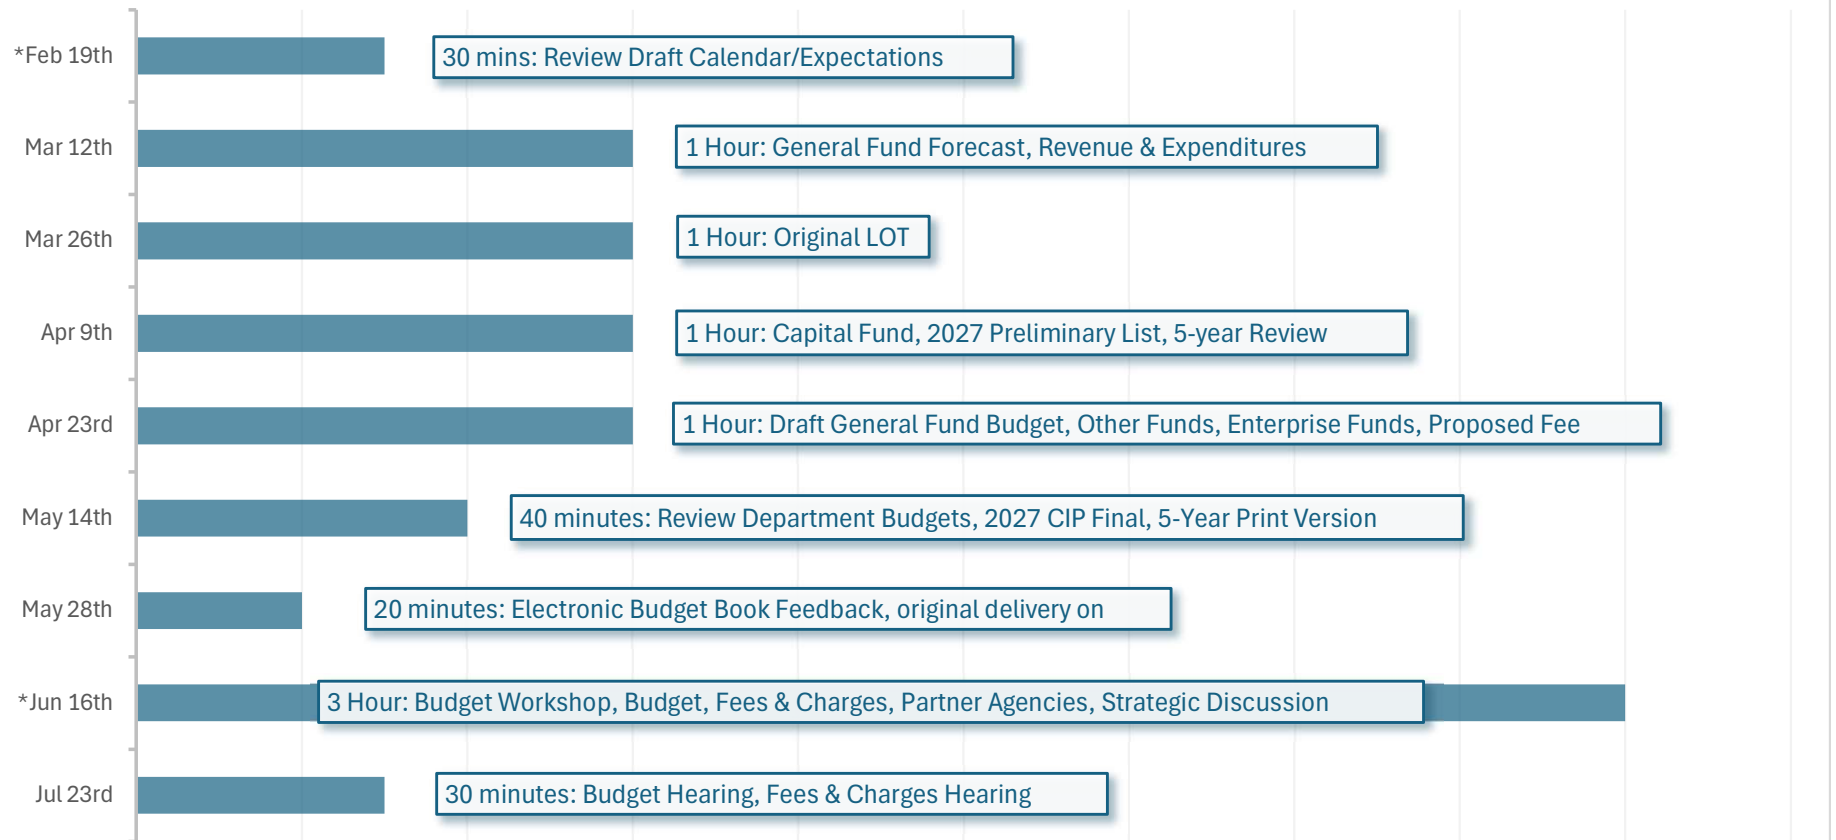 *Feb 19th
30 mins: Review Draft Calendar/Expectations
Mar 12th
1 Hour: General Fund Forecast, Revenue & Expenditures
Mar 26th
1 Hour: Original LOT
Apr 9th
1 Hour: Capital Fund, 2027 Preliminary List, 5-year Review
Apr 23rd
1 Hour: Draft General Fund Budget, Other Funds, Enterprise Funds, Proposed Fee
May 14th
40 minutes: Review Department Budgets, 2027 CIP Final, 5-Year Print Version
May 28th
20 minutes: Electronic Budget Book Feedback, original delivery on
*Jun 16th
3 Hour: Budget Workshop, Budget, Fees & Charges, Partner Agencies, Strategic Discussion
Jul 23rd
30 minutes: Budget Hearing, Fees & Charges Hearing